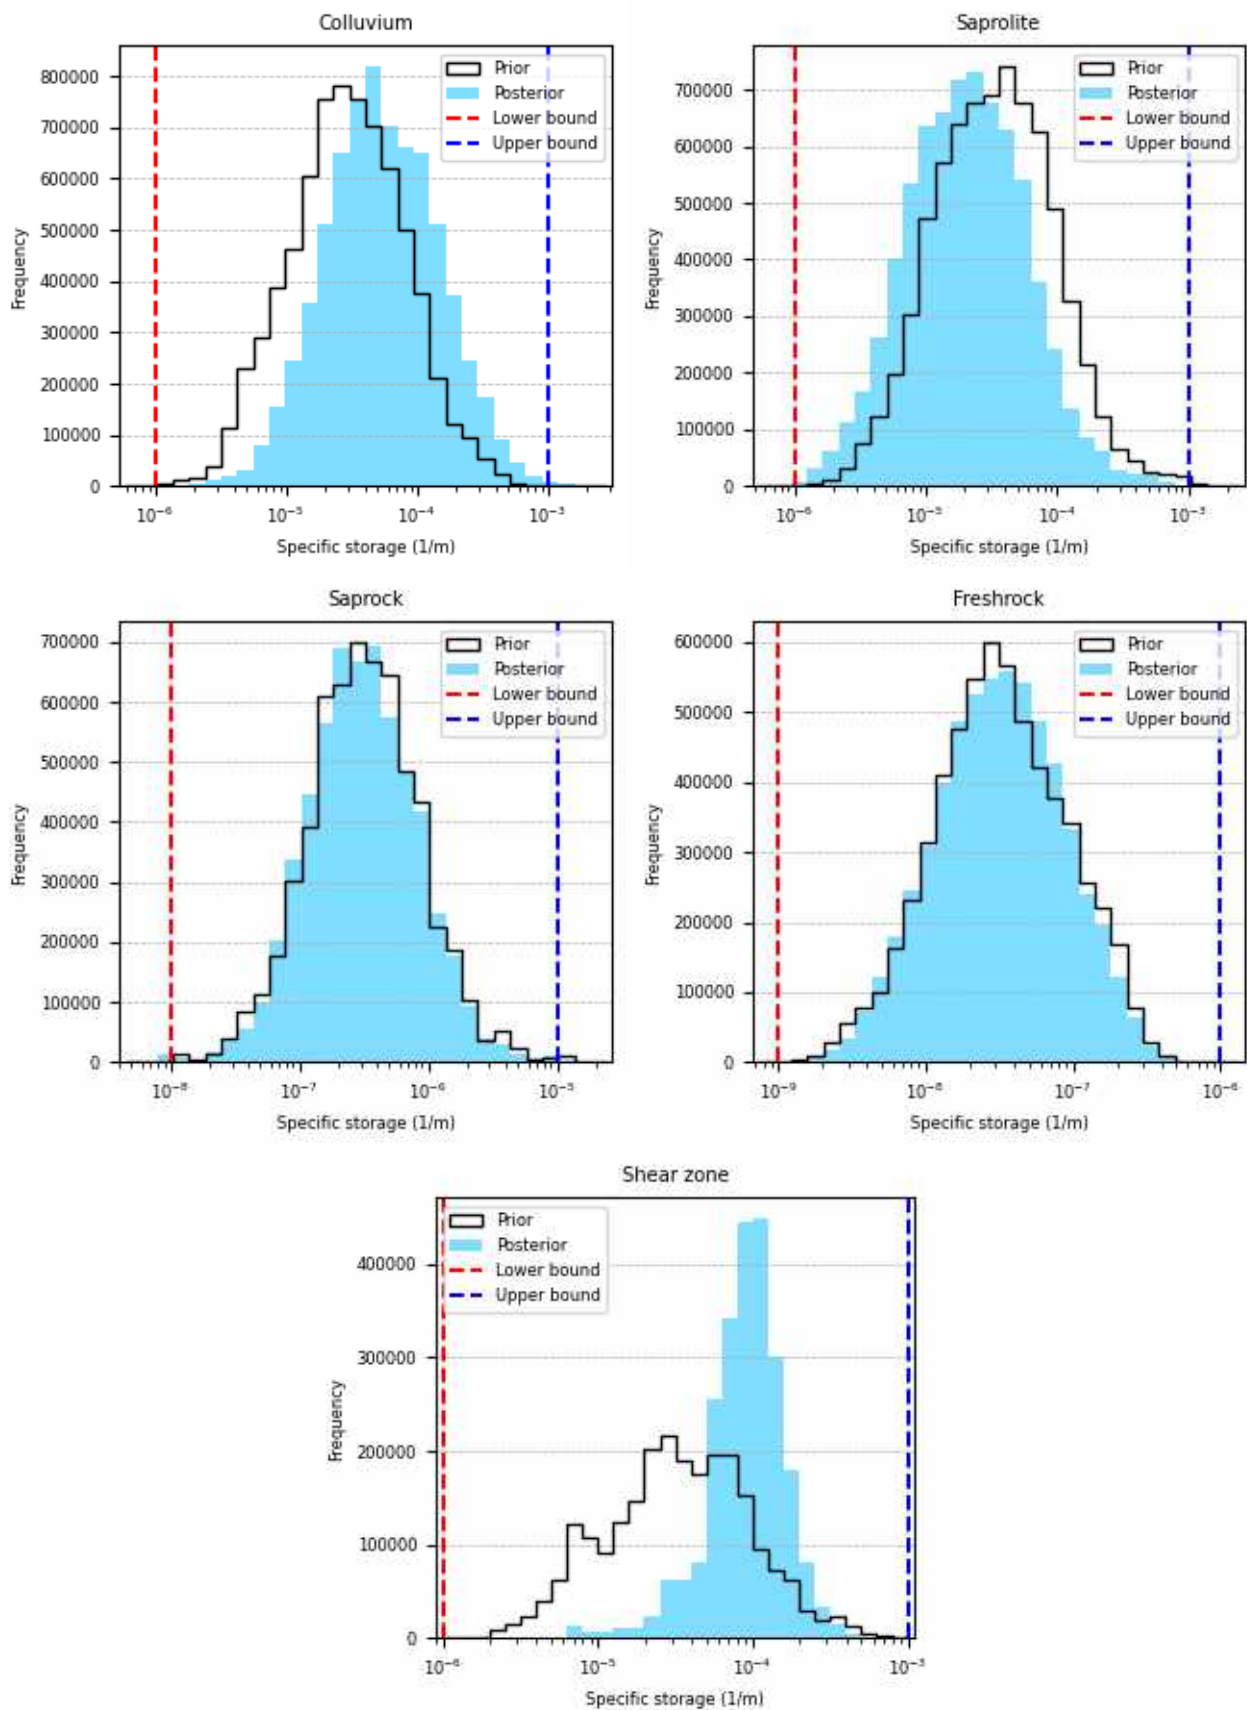 Colluvium
Prior
Posterior
Lower bound
Upper bound
800000
700000
600000
500000
400000
300000
200000
100000
0
Frequency
10⁻⁶ 10⁻⁵ 10⁻⁴ 10⁻³
Specific storage (1/m)
Saprolite
Prior
Posterior
Lower bound
Upper bound
700000
600000
500000
400000
300000
200000
100000
0
Frequency
10⁻⁶ 10⁻⁵ 10⁻⁴ 10⁻³
Specific storage (1/m)
Saprock
Prior
Posterior
Lower bound
Upper bound
700000
600000
500000
400000
300000
200000
100000
0
Frequency
10⁻⁸ 10⁻⁷ 10⁻⁶ 10⁻⁵
Specific storage (1/m)
Freshrock
Prior
Posterior
Lower bound
Upper bound
600000
500000
400000
300000
200000
100000
0
Frequency
10⁻⁹ 10⁻⁸ 10⁻⁷ 10⁻⁶
Specific storage (1/m)
Shear zone
Prior
Posterior
Lower bound
Upper bound
400000
300000
200000
100000
0
Frequency
10⁻⁶ 10⁻⁵ 10⁻⁴ 10⁻³
Specific storage (1/m)